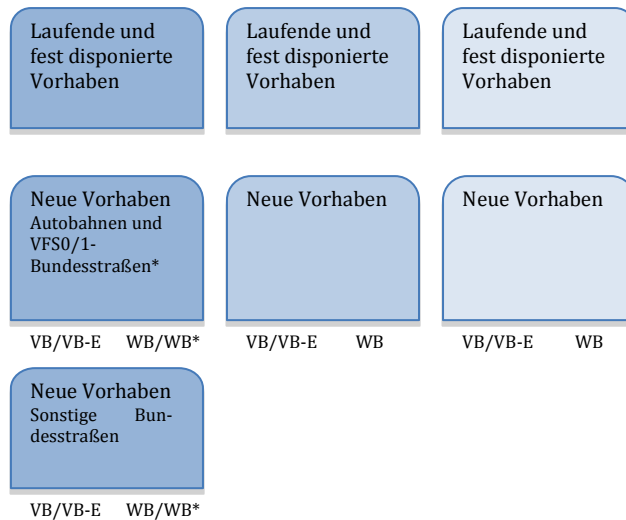 Laufende und
fest disponierte
Vorhaben
Laufende und
fest disponierte
Vorhaben
Laufende und
fest disponierte
Vorhaben
Neue Vorhaben
Autobahnen und
VFS0/1-
Bundesstraßen*
Neue Vorhaben
Neue Vorhaben
VB/VB-E WB/WB*
VB/VB-E WB
VB/VB-E WB
Neue Vorhaben
Sonstige Bun-
desstraßen
VB/VB-E WB/WB*